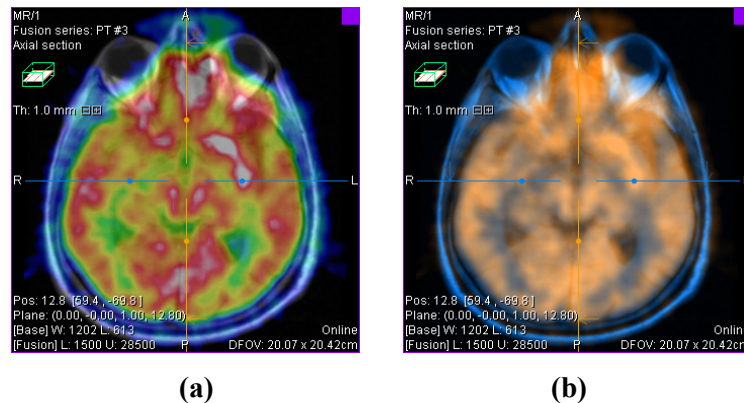 MR/1
Fusion series: PT #3
Axial section
A
Th: 1.0 mm
R
L
Pos: 12.8 [59.4 , -69.8]
Plane: (0.00, -0.00, 1.00, 12.80)
[Base] W: 1202 L: 613
Online
[Fusion] L: 1500 U: 28500
P
DFOV: 20.07 x 20.42cm
(a)
MR/1
Fusion series: PT #3
Axial section
A
Th: 1.0 mm
R
Pos: 12.8 [59.4 , -69.8]
Plane: (0.00, -0.00, 1.00, 12.80)
[Base] W: 1202 L: 613
Online
[Fusion] L: 1500 U: 28500
P
DFOV: 20.07 x 20.42cm
(b)